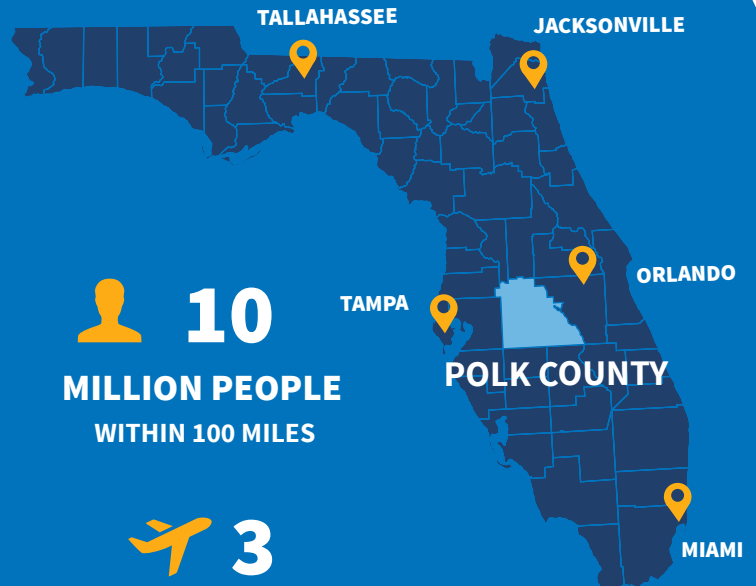 TALLAHASSEE
JACKSONVILLE
ORLANDO
TAMPA
POLK COUNTY
MIAMI
10
MILLION PEOPLE
WITHIN 100 MILES
3